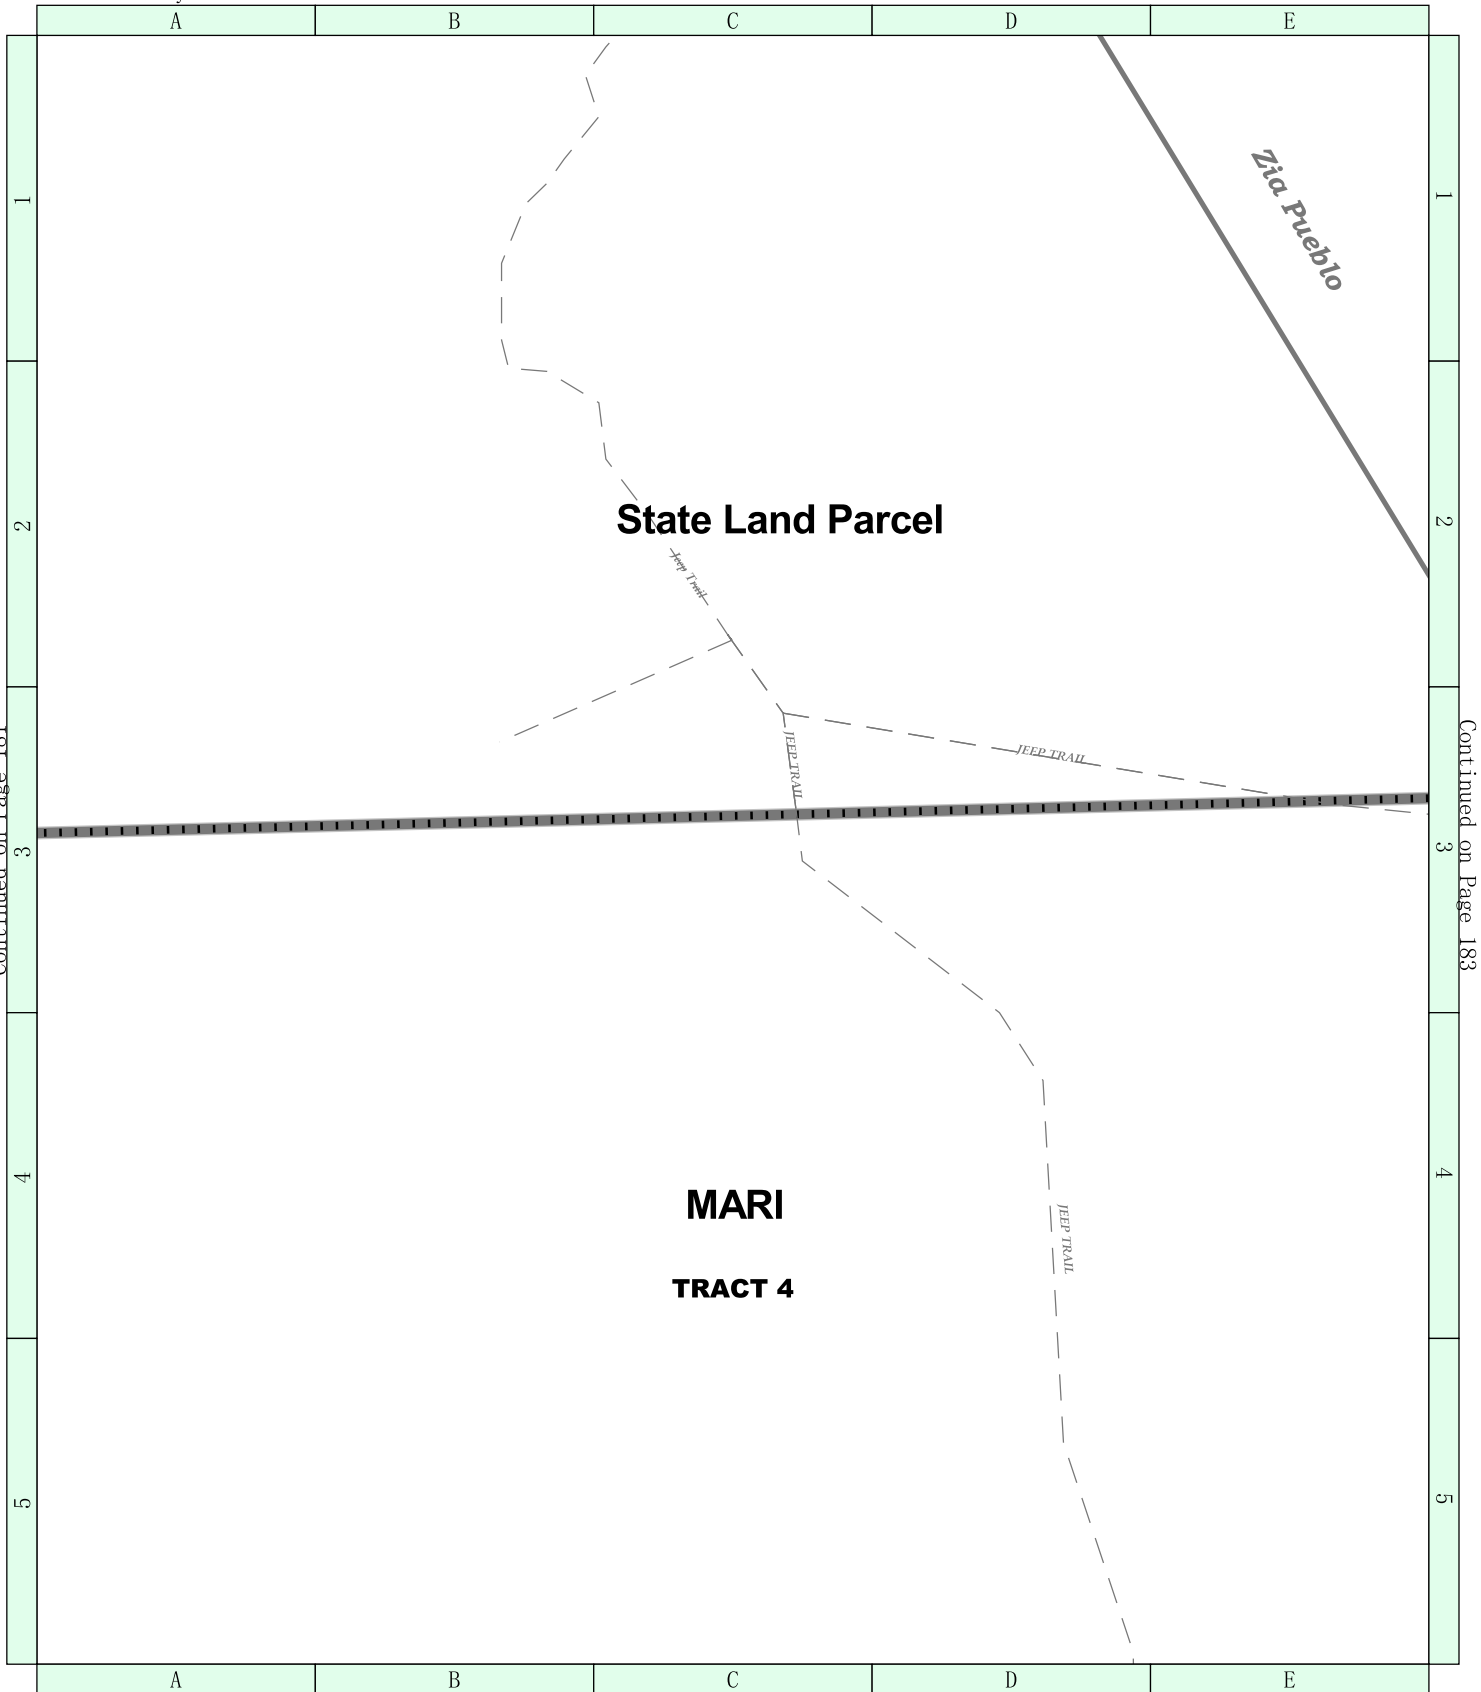 A B C D E
1
1
Zia Pueblo
2
State Land Parcel
2
Jeep Trail
JEEP TRAIL
JEEP TRAIL
3
3
Continued on Page 183
4
4
MARI
JEEP TRAIL
TRACT 4
5
5
A B C D E